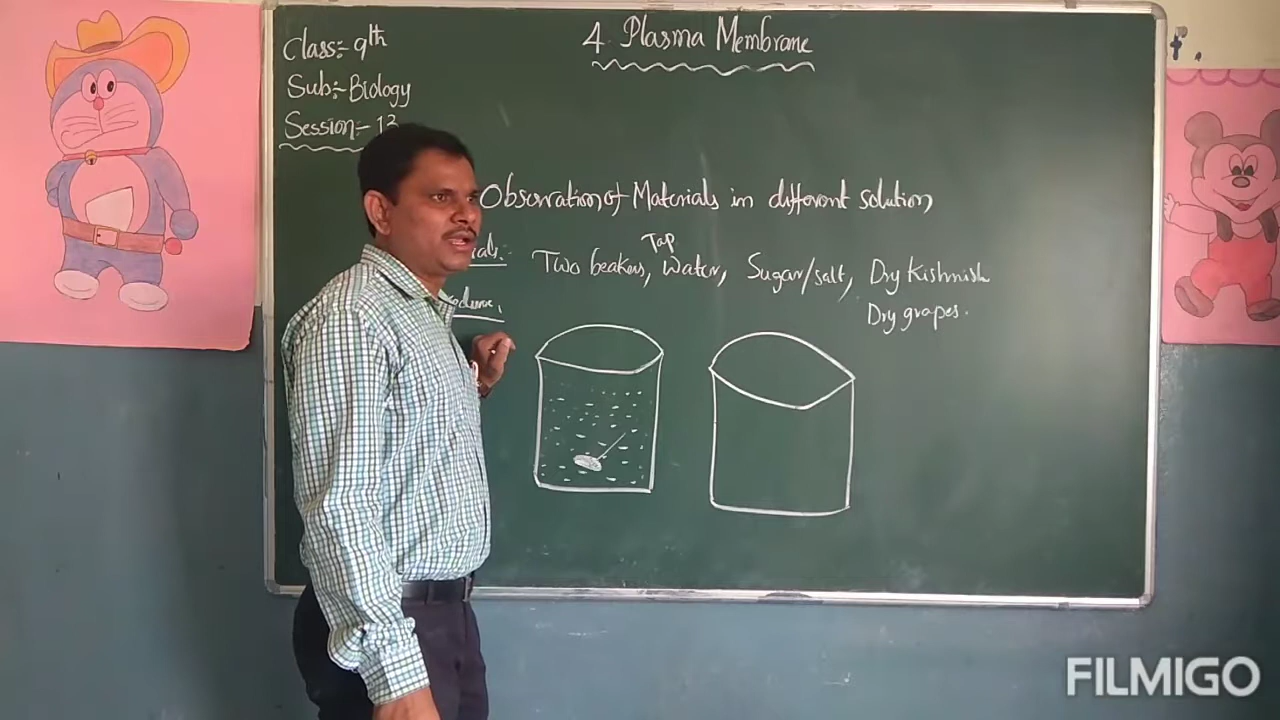 4. Plasma Membrane
Class:- 9th
Sub:- Biology
Session:- 13
Observation of Materials in different solution
Two beakers, Tap Water, Sugar/salt, Dry Kishmish
Dry grapes.
FILMIGO